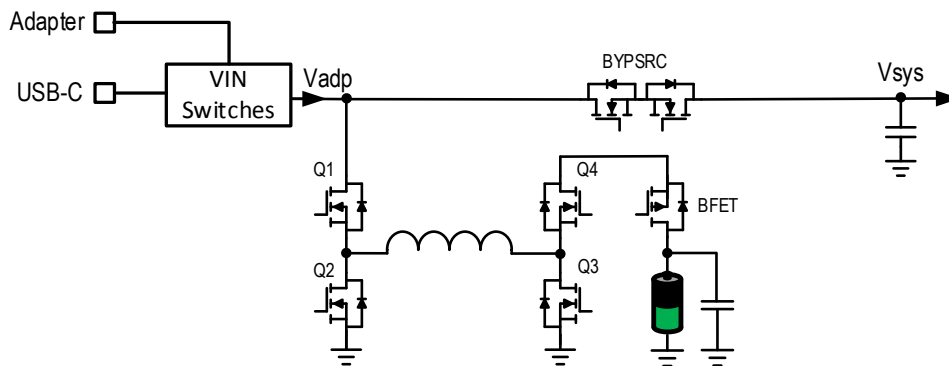 Adapter
BYPSRC
USB-C
VIN
Switches
Vadp
Vsys
Q1
Q4
BFET
Q2
Q3